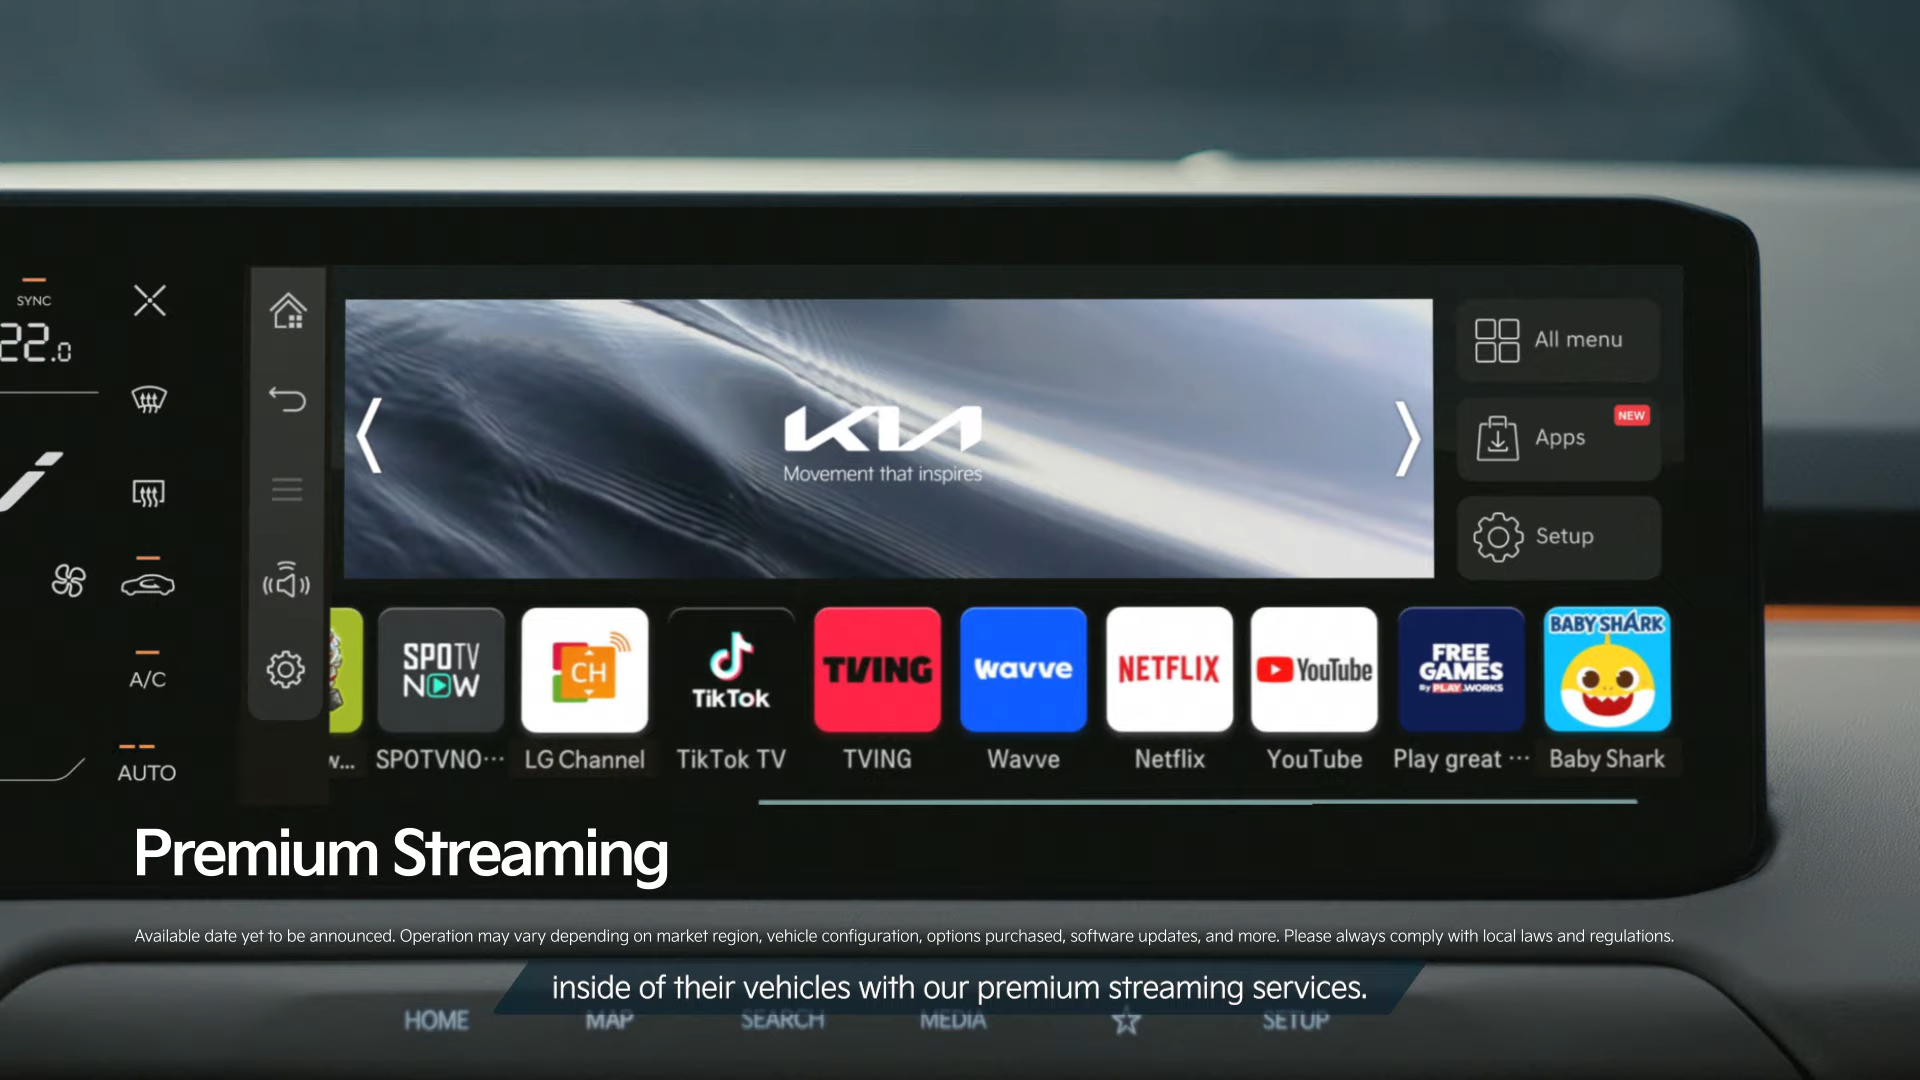 SYNC
22.0
A/C
AUTO
KIA
Movement that inspires
All menu
Apps
NEW
Setup
SPOTV
NOW
CH
TikTok
TVING
wavve
NETFLIX
YouTube
FREE
GAMES
By PLAY.WORKS
BABY SHARK
w...
SPOTVNO···
LG Channel
TikTok TV
TVING
Wavve
Netflix
YouTube
Play great ···
Baby Shark
Premium Streaming
Available date yet to be announced. Operation may vary depending on market region, vehicle configuration, options purchased, software updates, and more. Please always comply with local laws and regulations.
inside of their vehicles with our premium streaming services.
HOME
MAP
SEARCH
MEDIA
SETUP